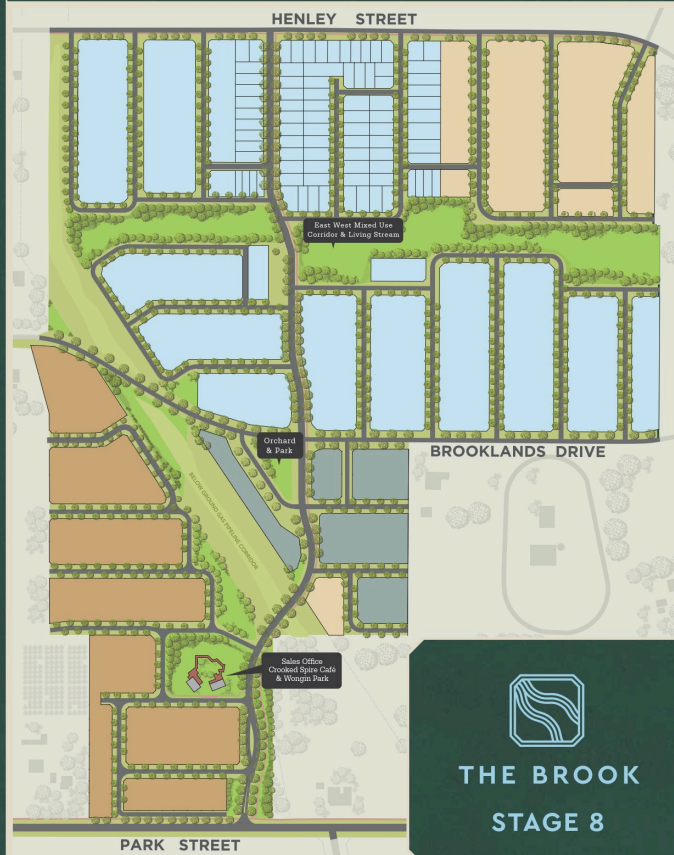 HENLEY STREET
East West Mixed Use
Corridor & Living Stream
Orchard
& Park
BROOKLANDS DRIVE
BELOW GROUND GAS PIPELINE CORRIDOR
Sales Office
Crooked Spire Café
& Wongin Park
THE BROOK
STAGE 8
PARK STREET